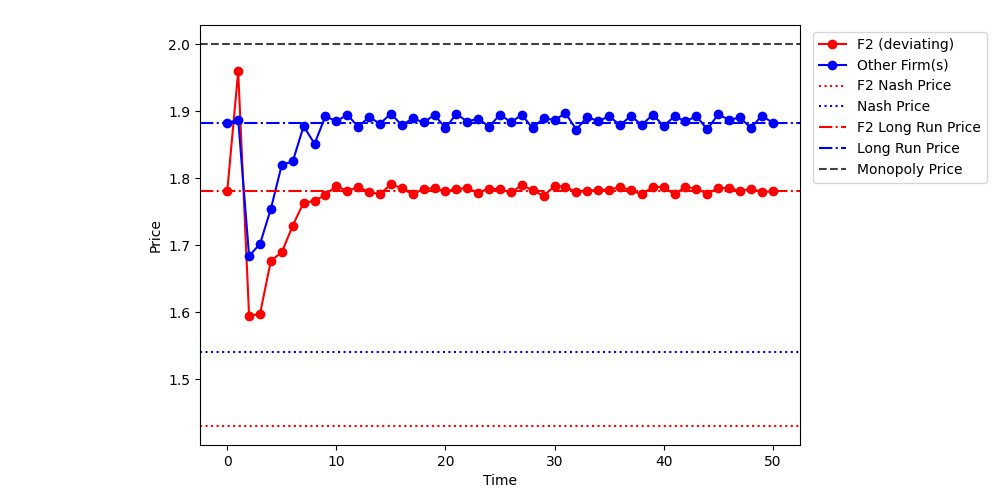 2.0
1.9
1.8
1.7
1.6
1.5
Price
0 10 20 30 40 50
Time
F2 (deviating)
Other Firm(s)
F2 Nash Price
Nash Price
F2 Long Run Price
Long Run Price
Monopoly Price